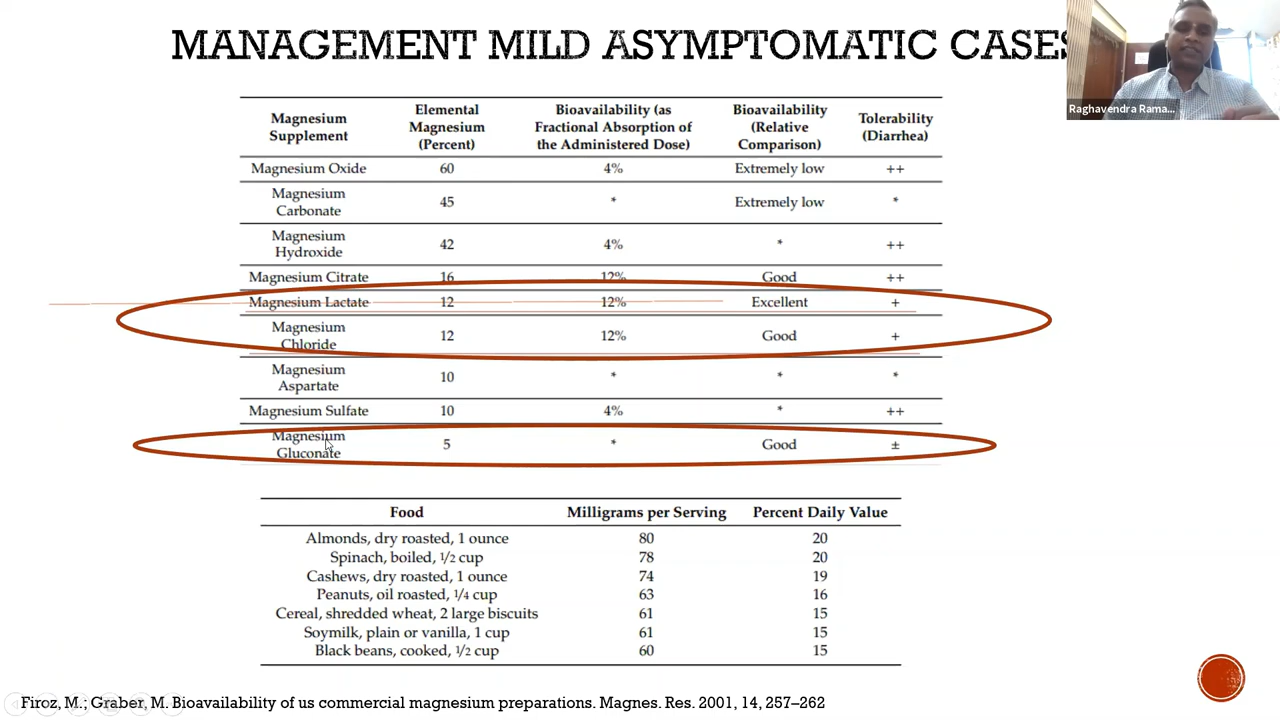 MANAGEMENT MILD ASYMPTOMATIC CASES
Raghavendra Rama...
Magnesium Supplement Elemental Magnesium (Percent) Bioavailability (as Fractional Absorption of the Administered Dose) Bioavailability (Relative Comparison) Tolerability (Diarrhea)
Magnesium Oxide 60 4% Extremely low ++
Magnesium Carbonate 45 * Extremely low *
Magnesium Hydroxide 42 4% * ++
Magnesium Citrate 16 12% Good ++
Magnesium Lactate 12 12% Excellent +
Magnesium Chloride 12 12% Good +
Magnesium Aspartate 10 * * *
Magnesium Sulfate 10 4% * ++
Magnesium Gluconate 5 * Good ±
Food Milligrams per Serving Percent Daily Value
Almonds, dry roasted, 1 ounce 80 20
Spinach, boiled, 1/2 cup 78 20
Cashews, dry roasted, 1 ounce 74 19
Peanuts, oil roasted, 1/4 cup 63 16
Cereal, shredded wheat, 2 large biscuits 61 15
Soymilk, plain or vanilla, 1 cup 61 15
Black beans, cooked, 1/2 cup 60 15
Firoz, M.; Graber, M. Bioavailability of us commercial magnesium preparations. Magnes. Res. 2001, 14, 257–262